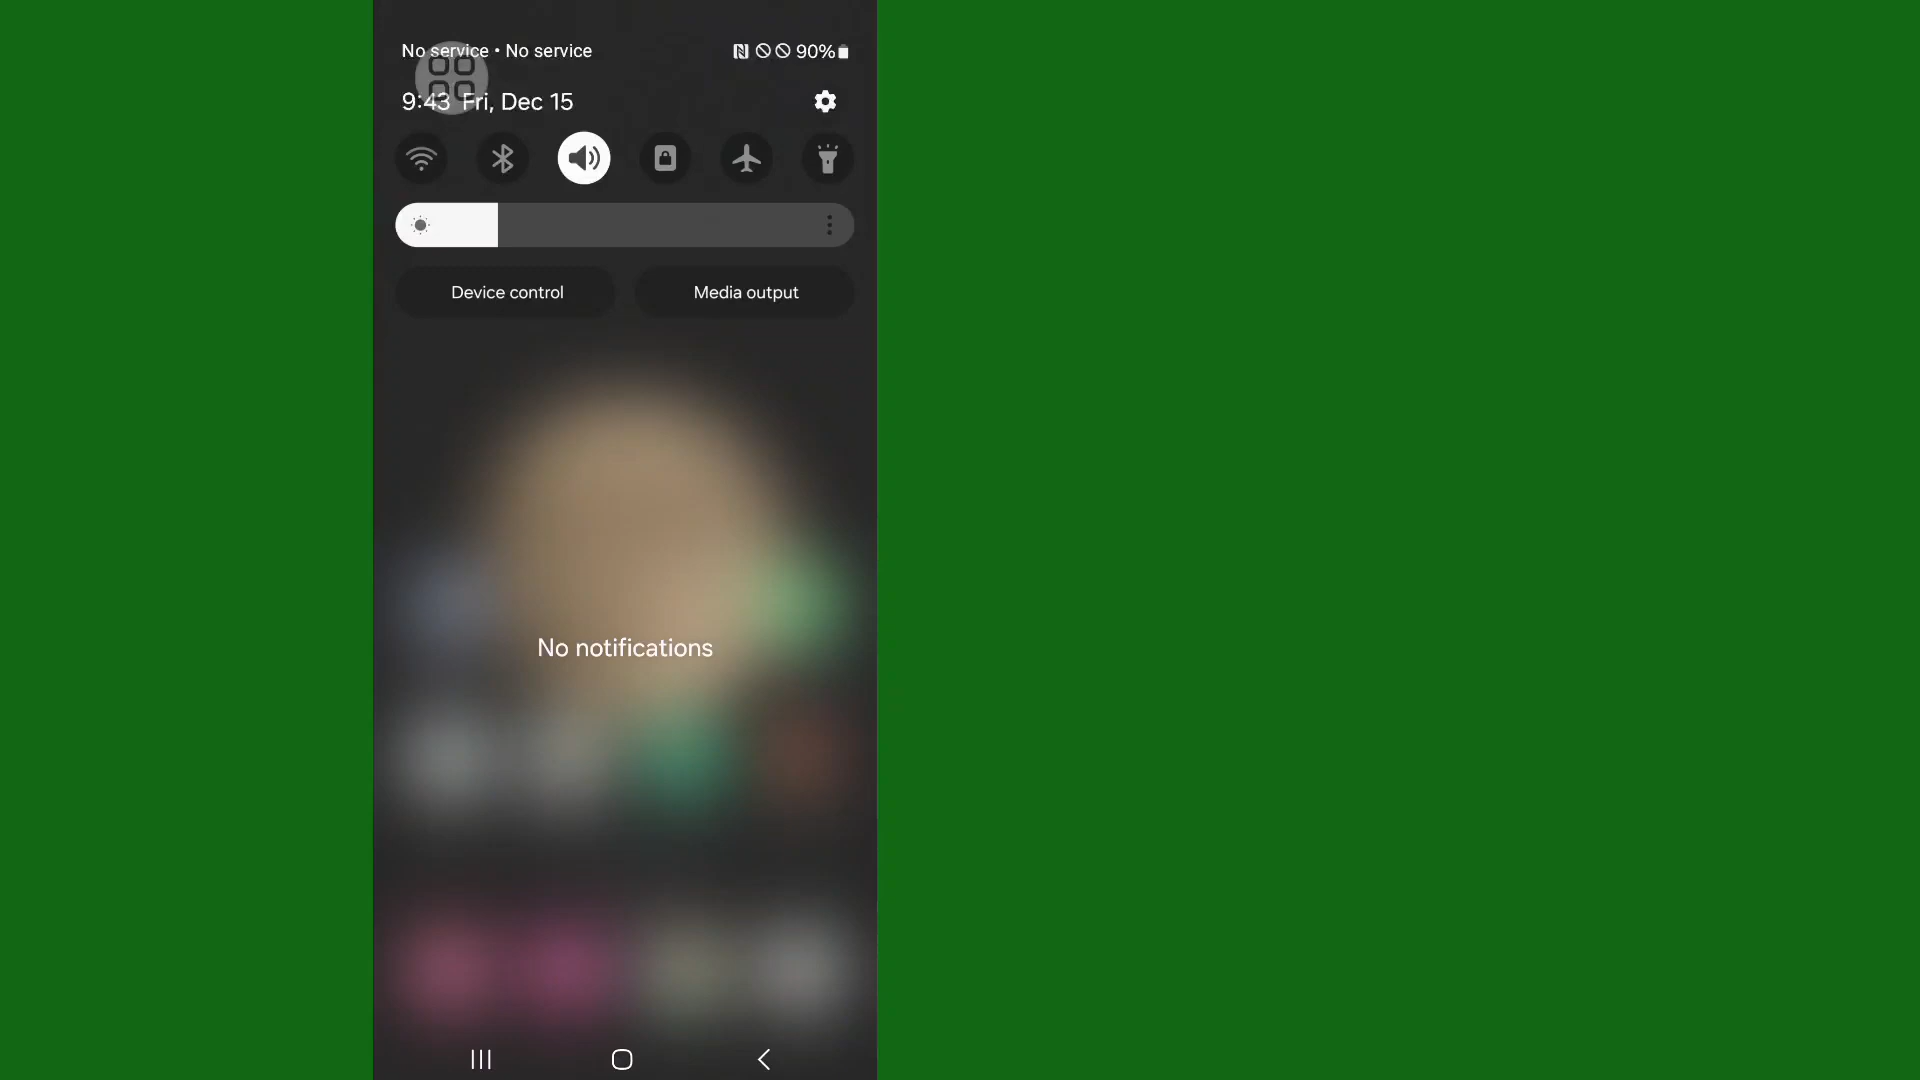 No service • No service 90%
9:43 Fri, Dec 15
Device control
Media output
No notifications